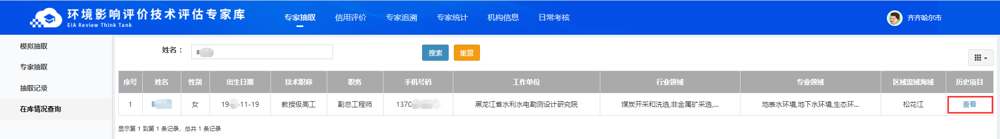 环境影响评价技术评估专家库
EIA Review Think Tank
专家抽取 信用评价 专家追溯 专家统计 机构信息 日常考核
齐齐哈尔市
模拟抽取
专家抽取
抽取记录
在库情况查询
姓名：
搜索 重置
序号 姓名 性别 出生日期 技术职称 职务 手机号码 工作单位 行业领域 专业领域 区域流域海域 历史项目
1 女 19 11-19 教授级高工 副总工程师 1370 黑龙江省水利水电勘测设计研究院 煤炭开采和洗选,非金属矿采选,... 地表水环境,地下水环境,生态环... 松花江 查看
显示第 1 到第 1 条记录，总共 1 条记录